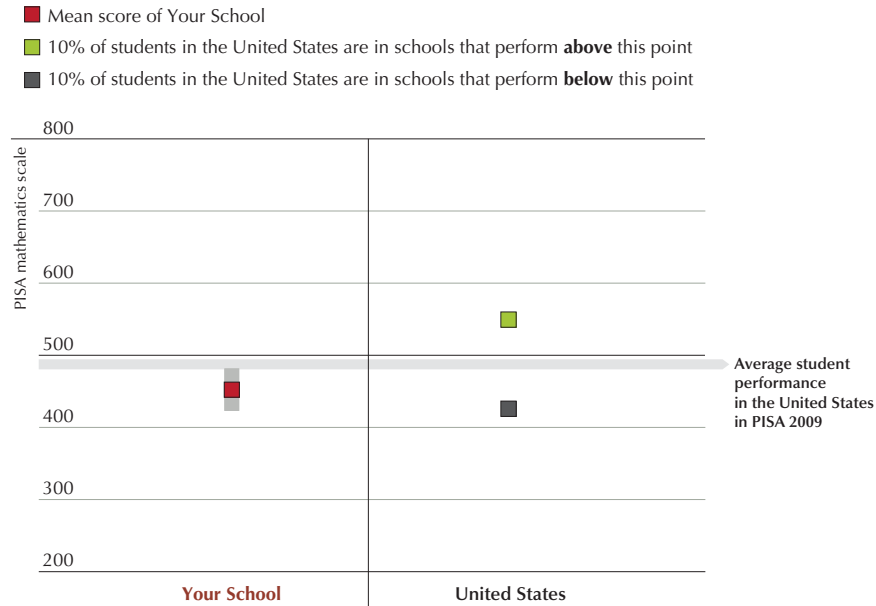 Mean score of Your School
10% of students in the United States are in schools that perform above this point
10% of students in the United States are in schools that perform below this point
PISA mathematics scale
800
700
600
500
400
300
200
Average student
performance
in the United States
in PISA 2009
Your School
United States